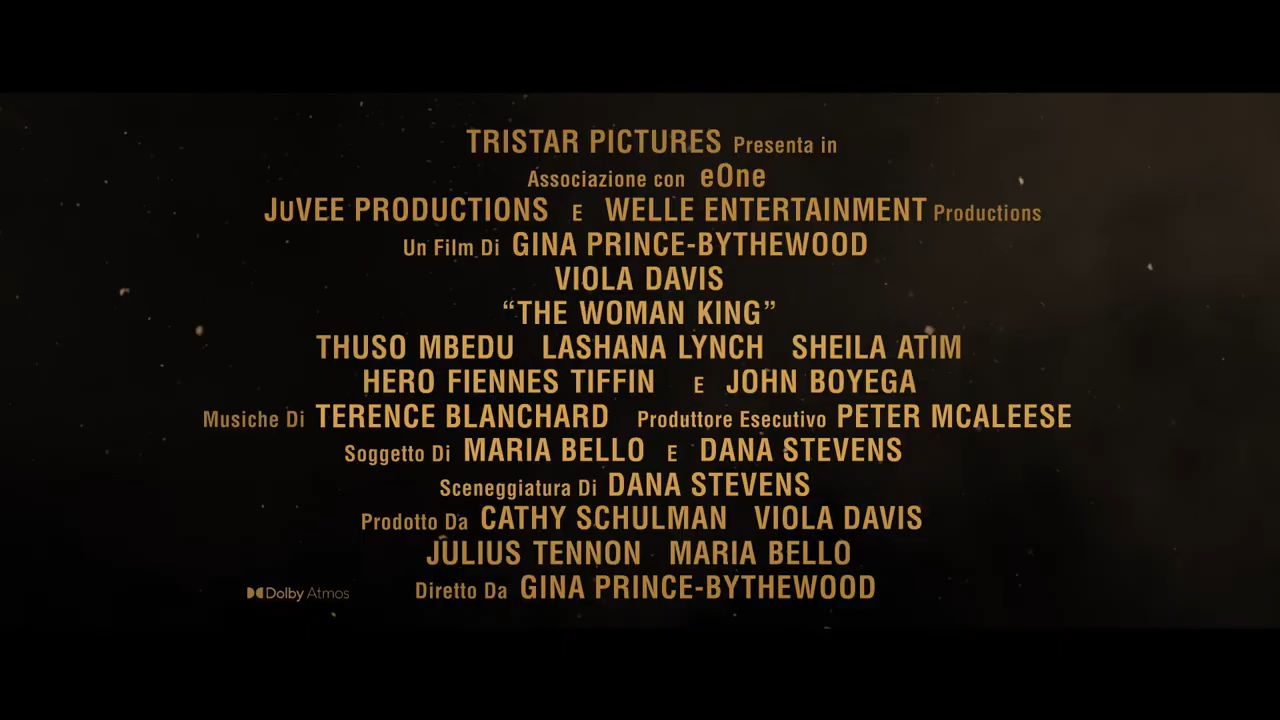 TRISTAR PICTURES Presenta in
Associazione con eOne
JuVEE PRODUCTIONS E WELLE ENTERTAINMENT Productions
Un Film Di GINA PRINCE-BYTHEWOOD
VIOLA DAVIS
“THE WOMAN KING”
THUSO MBEDU LASHANA LYNCH SHEILA ATIM
HERO FIENNES TIFFIN E JOHN BOYEGA
Musiche Di TERENCE BLANCHARD Produttore Esecutivo PETER MCALEESE
Soggetto Di MARIA BELLO E DANA STEVENS
Sceneggiatura Di DANA STEVENS
Prodotto Da CATHY SCHULMAN VIOLA DAVIS
JULIUS TENNON MARIA BELLO
Dolby Atmos Diretto Da GINA PRINCE-BYTHEWOOD